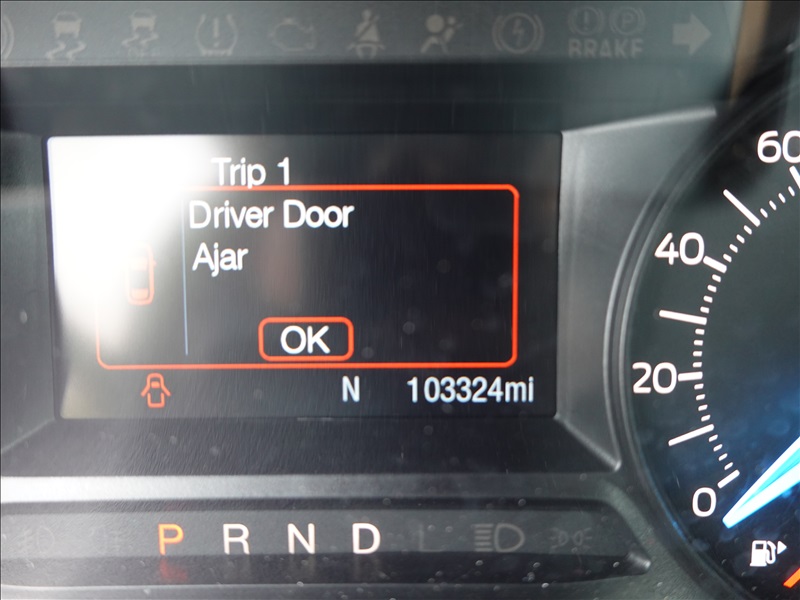 BRAKE
60
Trip 1
Driver Door
Ajar
40
OK
20
N 103324mi
0
P R N D L